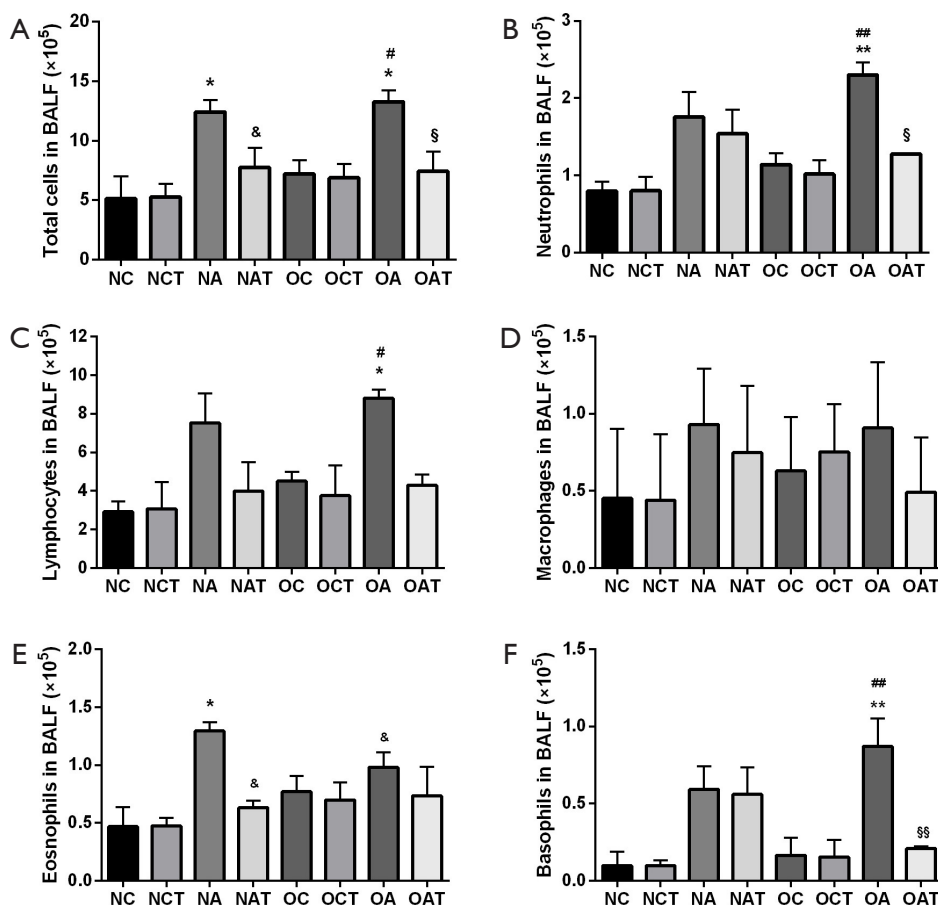 A
Total cells in BALF (×10⁵)
20
15
10
5
0
*
&
#
*
§
NC NCT NA NAT OC OCT OA OAT
B
Neutrophils in BALF (×10⁵)
3
2
1
0
##
**
§
NC NCT NA NAT OC OCT OA OAT
C
Lymphocytes in BALF (×10⁵)
12
10
8
6
4
2
0
#
*
NC NCT NA NAT OC OCT OA OAT
D
Macrophages in BALF (×10⁵)
1.5
1.0
0.5
0.0
NC NCT NA NAT OC OCT OA OAT
E
Eosnophils in BALF (×10⁵)
2.0
1.5
1.0
0.5
0.0
*
&
&
NC NCT NA NAT OC OCT OA OAT
F
Basophils in BALF (×10⁵)
1.5
1.0
0.5
0.0
##
**
§§
NC NCT NA NAT OC OCT OA OAT